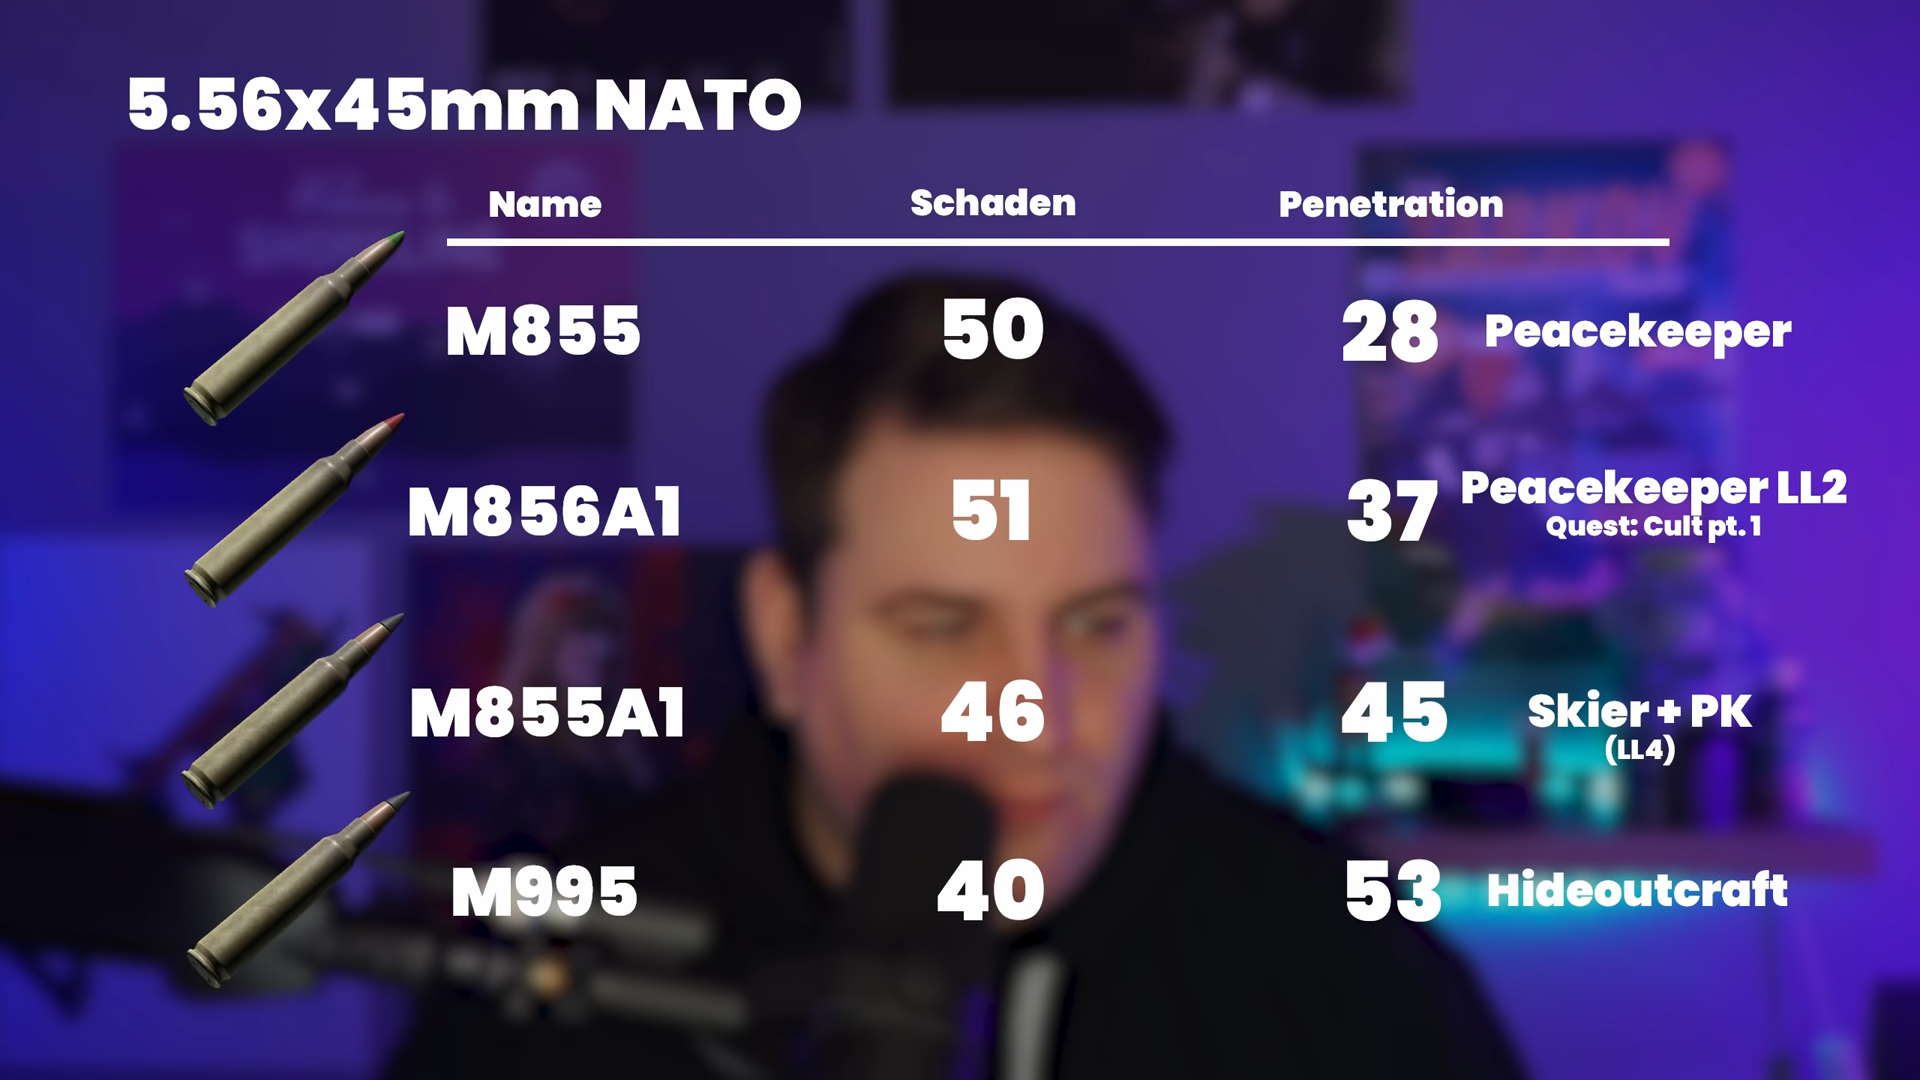 5.56x45mm NATO
Name Schaden Penetration
M855 50 28 Peacekeeper
M856A1 51 37 Peacekeeper LL2
Quest: Cult pt. 1
M855A1 46 45 Skier + PK
(LL4)
M995 40 53 Hideoutcraft